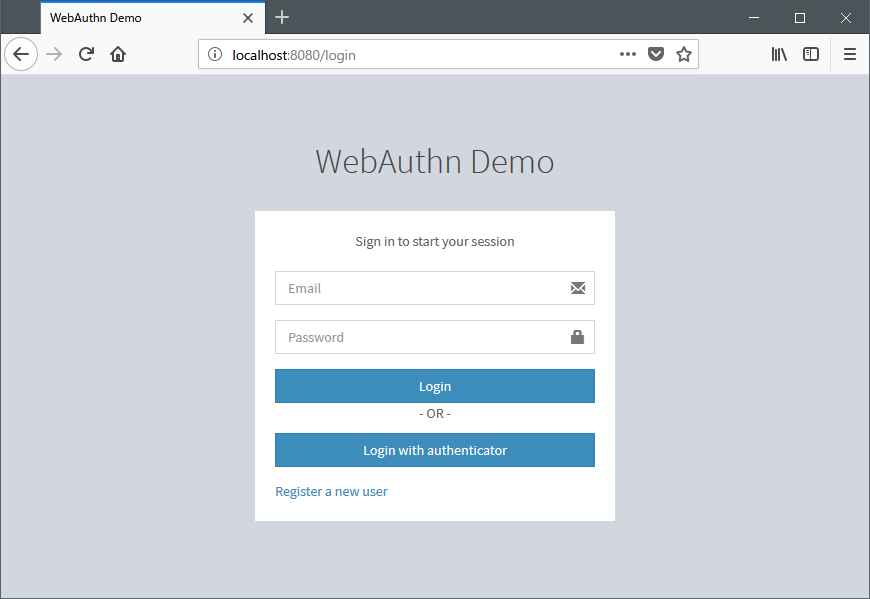 WebAuthn Demo
localhost:8080/login
WebAuthn Demo
Sign in to start your session
Email
Password
Login
- OR -
Login with authenticator
Register a new user